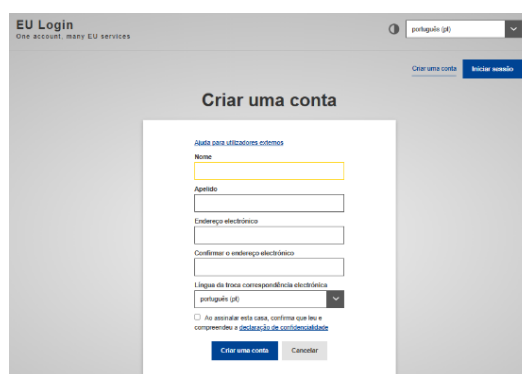 EU Login
One account, many EU services
português (pt)
Criar uma conta
Iniciar sessão
Criar uma conta
Ajuda para utilizadores externos
Nome
Apelido
Endereço electrónico
Confirmar o endereço electrónico
Língua da troca correspondência electrónica
português (pt)
Ao assinalar esta casa, confirma que leu e
compreendeu a declaração de confidencialidade
Criar uma conta
Cancelar